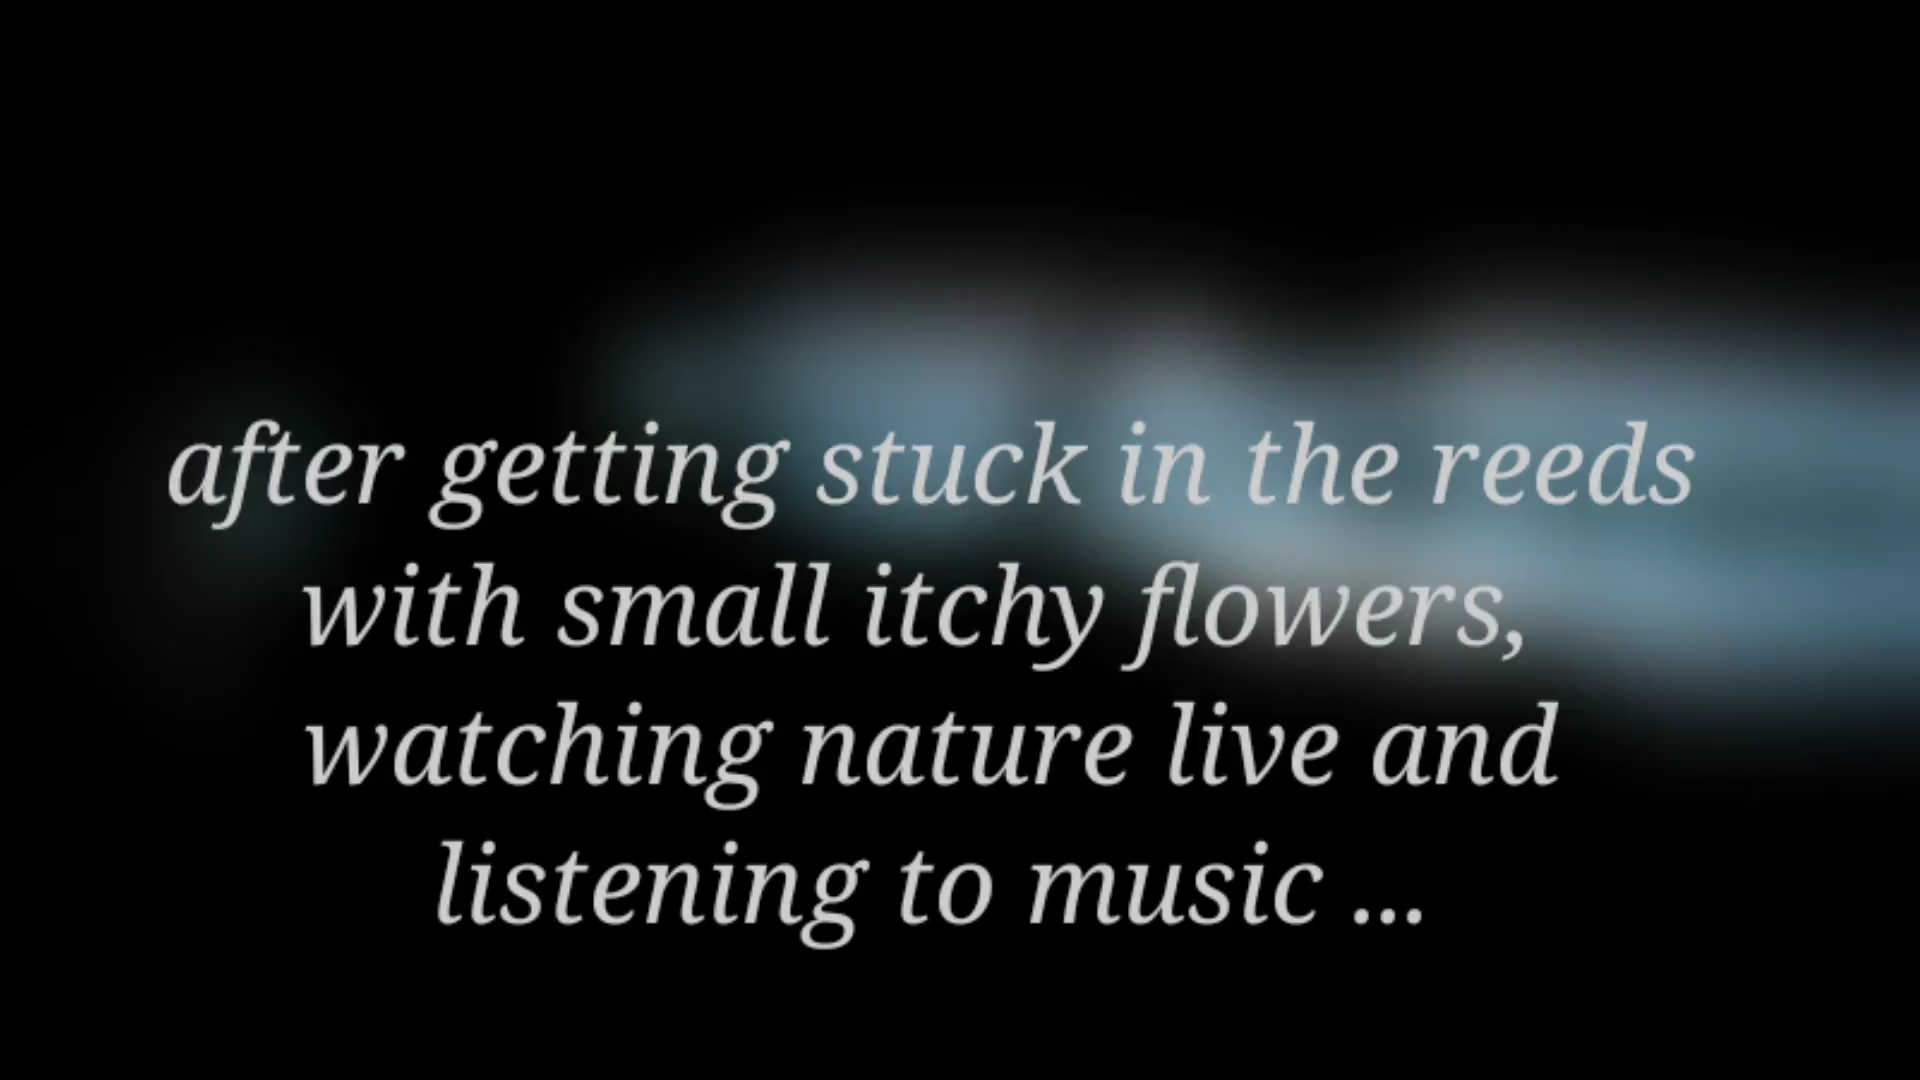 after getting stuck in the reeds
with small itchy flowers,
watching nature live and
listening to music ...